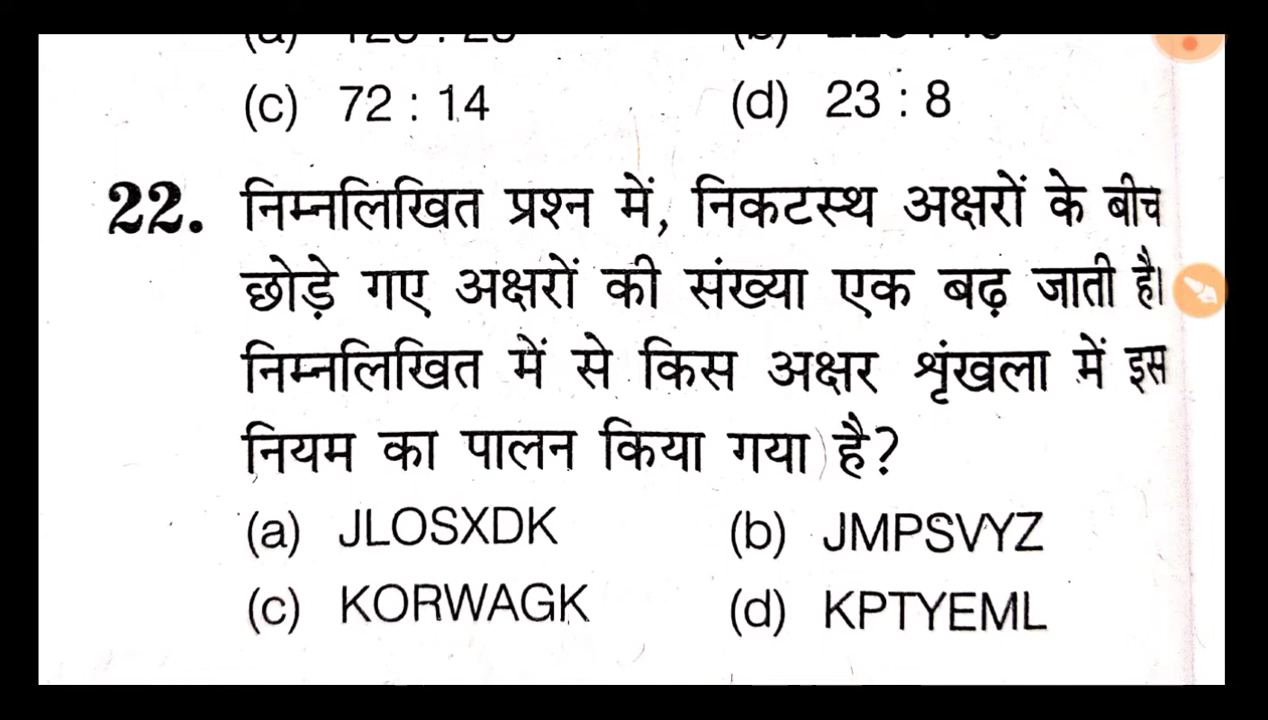 (c) 72 : 14 (d) 23 : 8
22. निम्नलिखित प्रश्न में, निकटस्थ अक्षरों के बीच
छोड़े गए अक्षरों की संख्या एक बढ़ जाती है।
निम्नलिखित में से किस अक्षर शृंखला में इस
नियम का पालन किया गया है?
(a) JLOSXDK (b) JMPSVYZ
(c) KORWAGK (d) KPTYEML